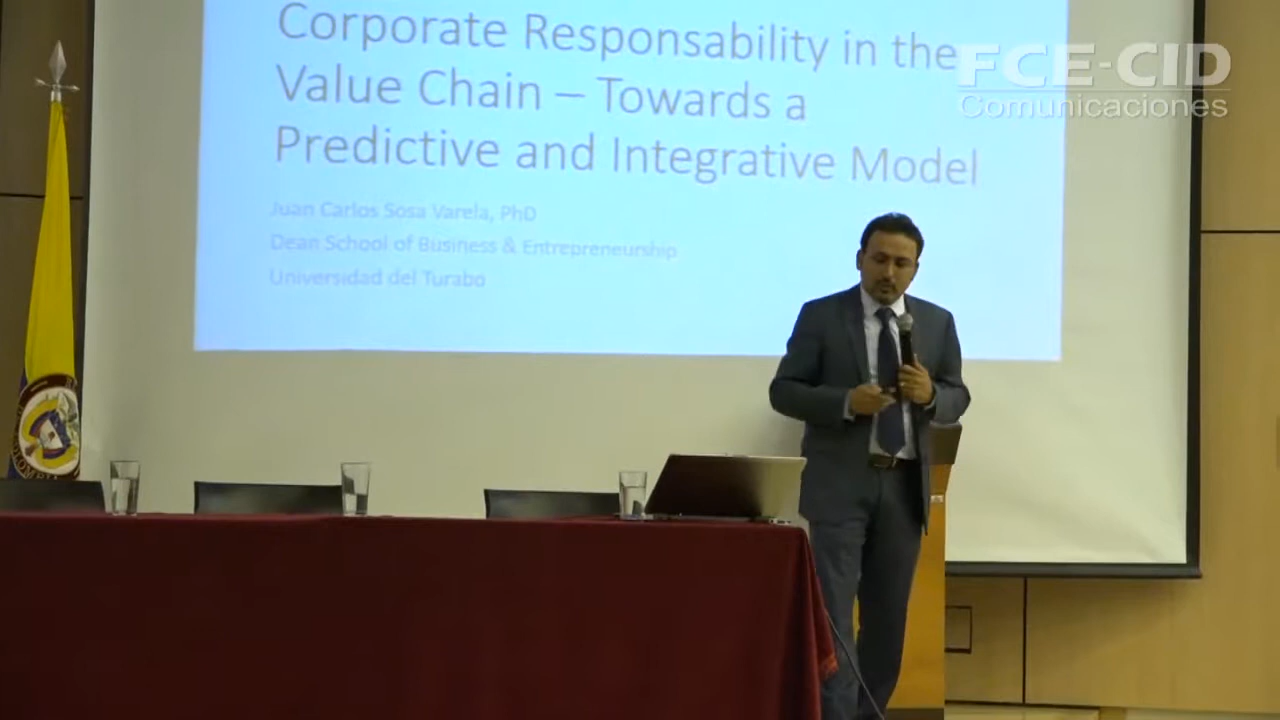 Corporate Responsability in the
Value Chain – Towards a
Predictive and Integrative Model
Juan Carlos Sosa Varela, PhD
Dean School of Business & Entrepreneurship
Universidad del Turabo
FCE-CID
Comunicaciones